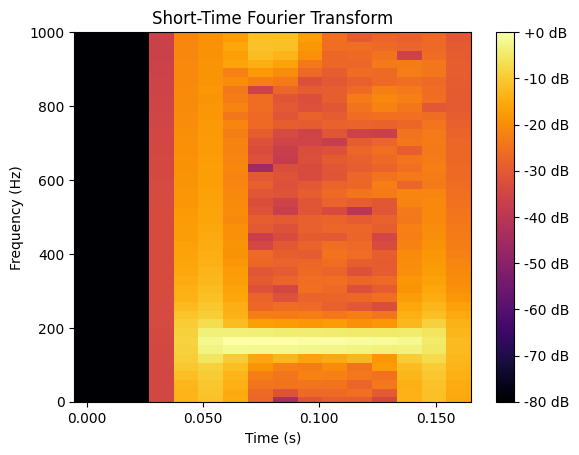 Short-Time Fourier Transform
1000
800
600
400
200
0
Frequency (Hz)
0.000
0.050
0.100
0.150
Time (s)
+0 dB
-10 dB
-20 dB
-30 dB
-40 dB
-50 dB
-60 dB
-70 dB
-80 dB